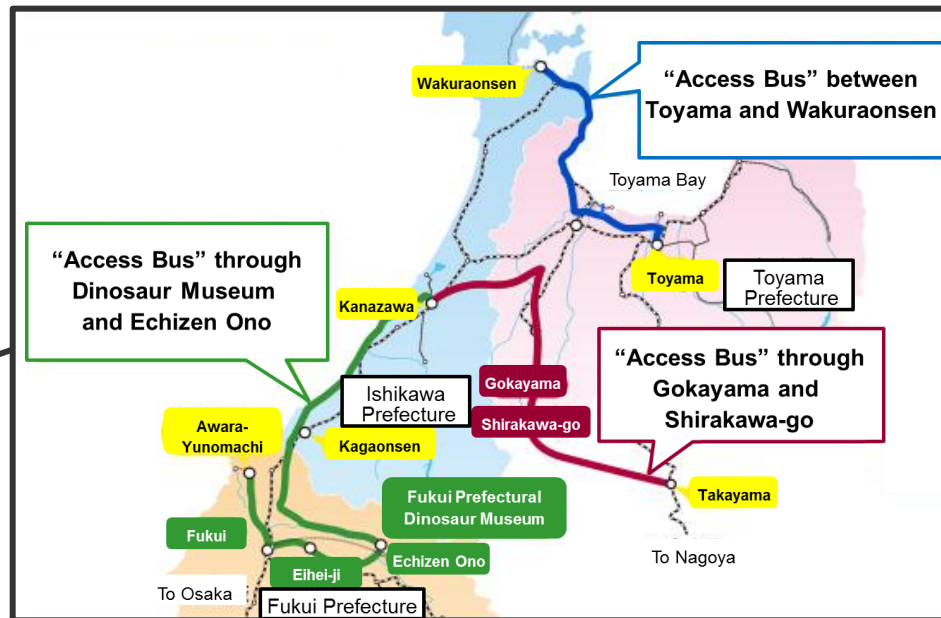 Wakuraonsen
“Access Bus” between
Toyama and Wakuraonsen
Toyama Bay
“Access Bus” through
Dinosaur Museum
and Echizen Ono
Toyama
Toyama
Prefecture
Kanazawa
“Access Bus” through
Gokayama and
Shirakawa-go
Gokayama
Ishikawa
Prefecture
Shirakawa-go
Awara-
Yunomachi
Kagaonsen
Takayama
Fukui Prefectural
Dinosaur Museum
Fukui
Echizen Ono
To Nagoya
Eihei-ji
To Osaka
Fukui Prefecture